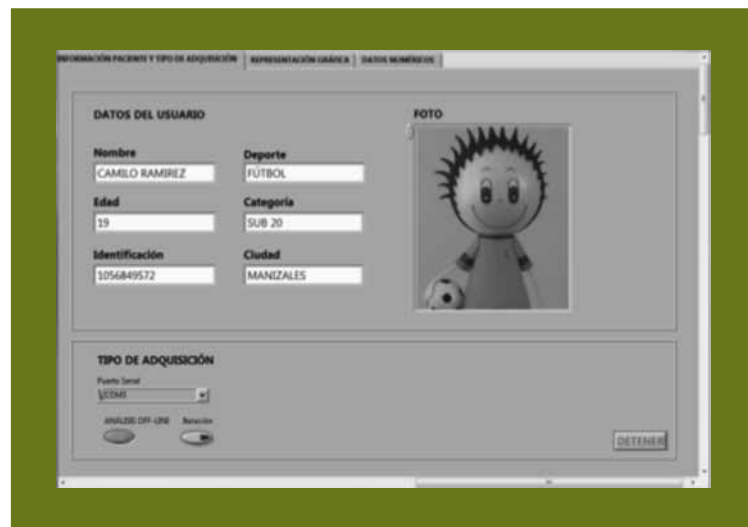 INFORMACIÓN PACIENTE Y TIPO DE ADQUISICIÓN REPRESENTACIÓN GRÁFICA DATOS NUMÉRICOS
DATOS DEL USUARIO
FOTO
Nombre Deporte
CAMILO RAMIREZ FÚTBOL
Edad Categoría
19 SUB 20
Identificación Ciudad
1056849572 MANIZALES
TIPO DE ADQUISICIÓN
Puerto Serial
COM3
ANÁLISIS OFF-LINE Rotación
DETENER